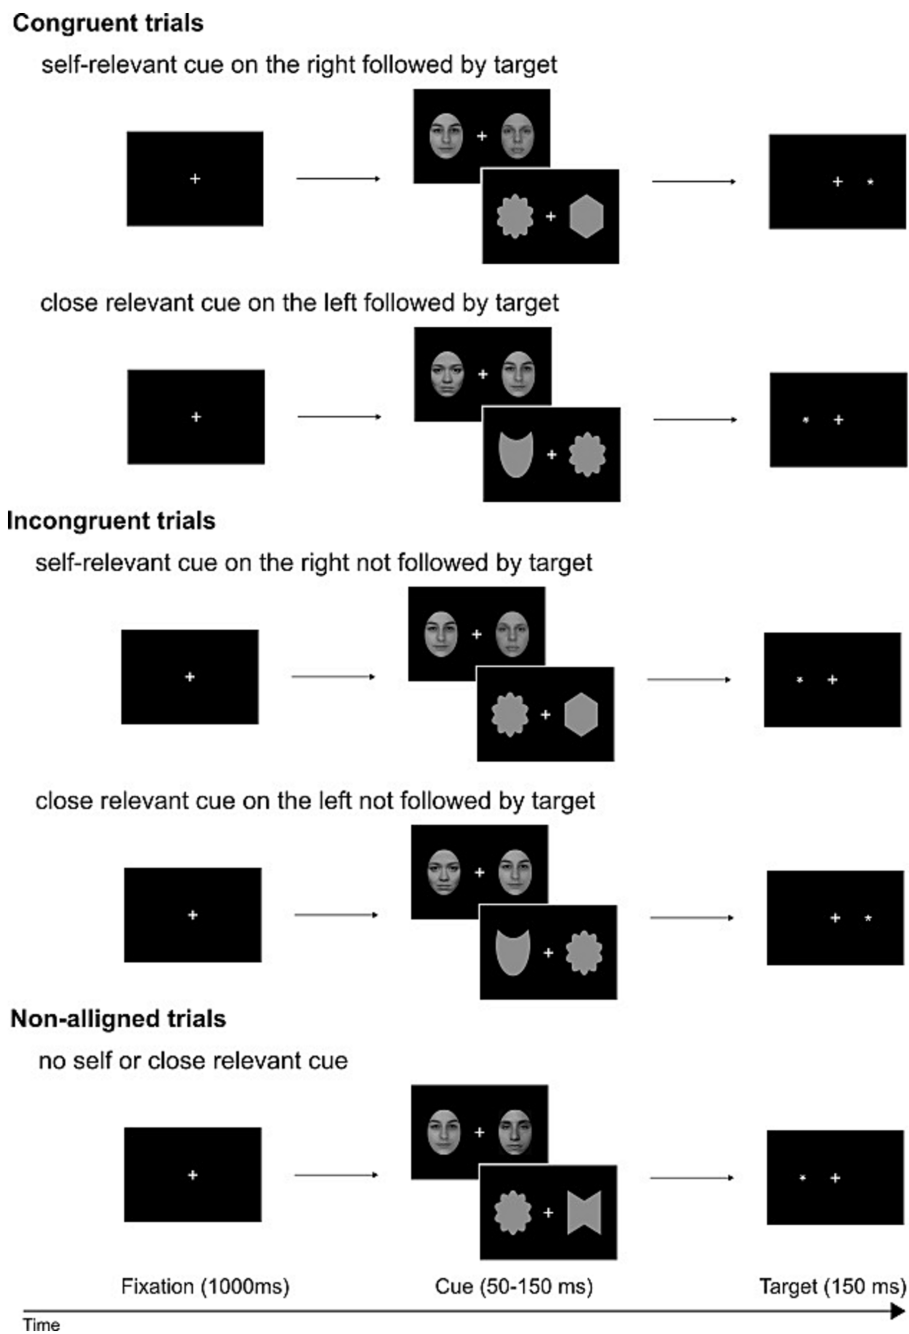 Congruent trials
self-relevant cue on the right followed by target
close relevant cue on the left followed by target
Incongruent trials
self-relevant cue on the right not followed by target
close relevant cue on the left not followed by target
Non-alligned trials
no self or close relevant cue
Fixation (1000ms) Cue (50-150 ms) Target (150 ms)
Time